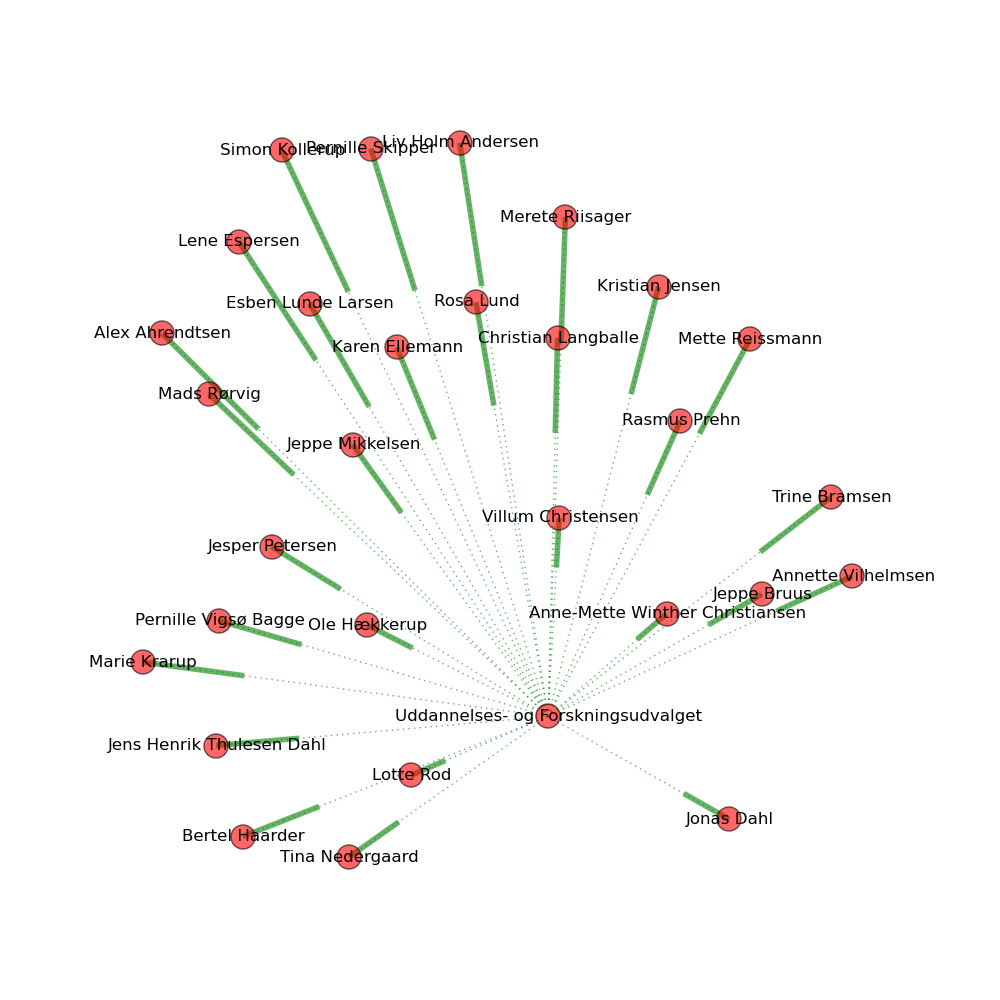 Liv Holm Andersen
Simon Kollerup
Pernille Skipper
Merete Riisager
Lene Espersen
Kristian Jensen
Rosa Lund
Esben Lunde Larsen
Alex Ahrendtsen
Christian Langballe
Mette Reissmann
Karen Ellemann
Mads Rørvig
Rasmus Prehn
Jeppe Mikkelsen
Trine Bramsen
Villum Christensen
Jesper Petersen
Annette Vilhelmsen
Jeppe Bruus
Anne-Mette Winther Christiansen
Pernille Vigsø Bagge
Ole Hækkerup
Marie Krarup
Uddannelses- og Forskningsudvalget
Jens Henrik Thulesen Dahl
Lotte Rod
Jonas Dahl
Bertel Haarder
Tina Nedergaard